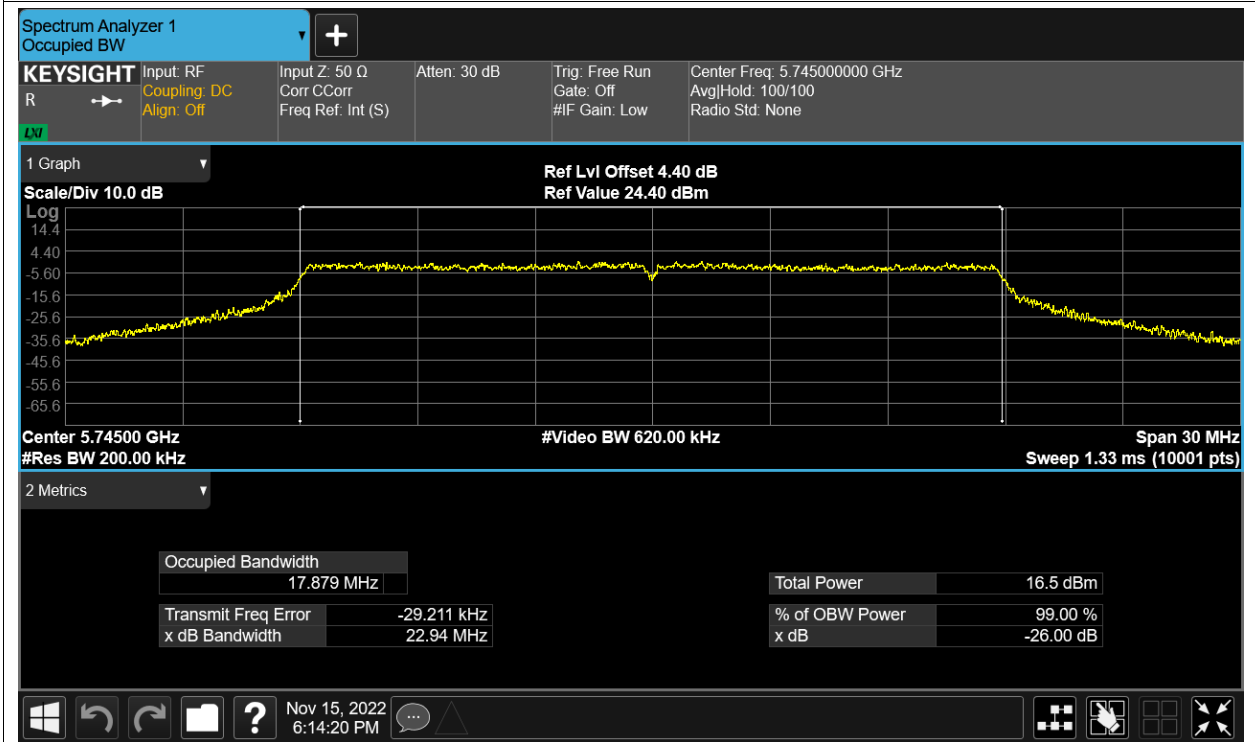 Spectrum Analyzer 1
Occupied BW
▼
+
KEYSIGHT
R
LXI
Input: RF
Coupling: DC
Align: Off
Input Z: 50 Ω
Corr CCorr
Freq Ref: Int (S)
Atten: 30 dB
Trig: Free Run
Gate: Off
#IF Gain: Low
Center Freq: 5.745000000 GHz
Avg|Hold: 100/100
Radio Std: None
1 Graph ▼
Ref Lvl Offset 4.40 dB
Scale/Div 10.0 dB Ref Value 24.40 dBm
Log
14.4
4.40
-5.60
-15.6
-25.6
-35.6
-45.6
-55.6
-65.6
Center 5.74500 GHz #Video BW 620.00 kHz Span 30 MHz
#Res BW 200.00 kHz Sweep 1.33 ms (10001 pts)
2 Metrics ▼
Occupied Bandwidth
17.879 MHz
Transmit Freq Error -29.211 kHz
x dB Bandwidth 22.94 MHz
Total Power 16.5 dBm
% of OBW Power 99.00 %
x dB -26.00 dB
?
Nov 15, 2022
6:14:20 PM